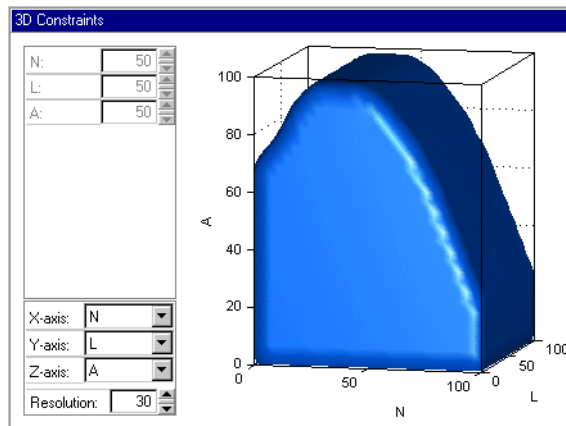 3D Constraints
N: 50
L: 50
A: 50
X-axis: N
Y-axis: L
Z-axis: A
Resolution: 30
100
80
60
40
20
0
A
0
50
100
N
0
50
100
L